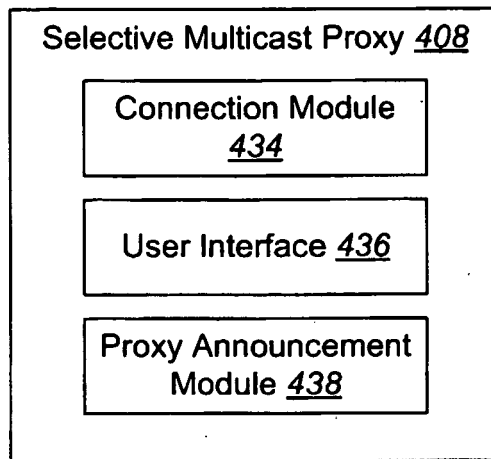 Selective Multicast Proxy 408
Connection Module
434
User Interface 436
Proxy Announcement
Module 438